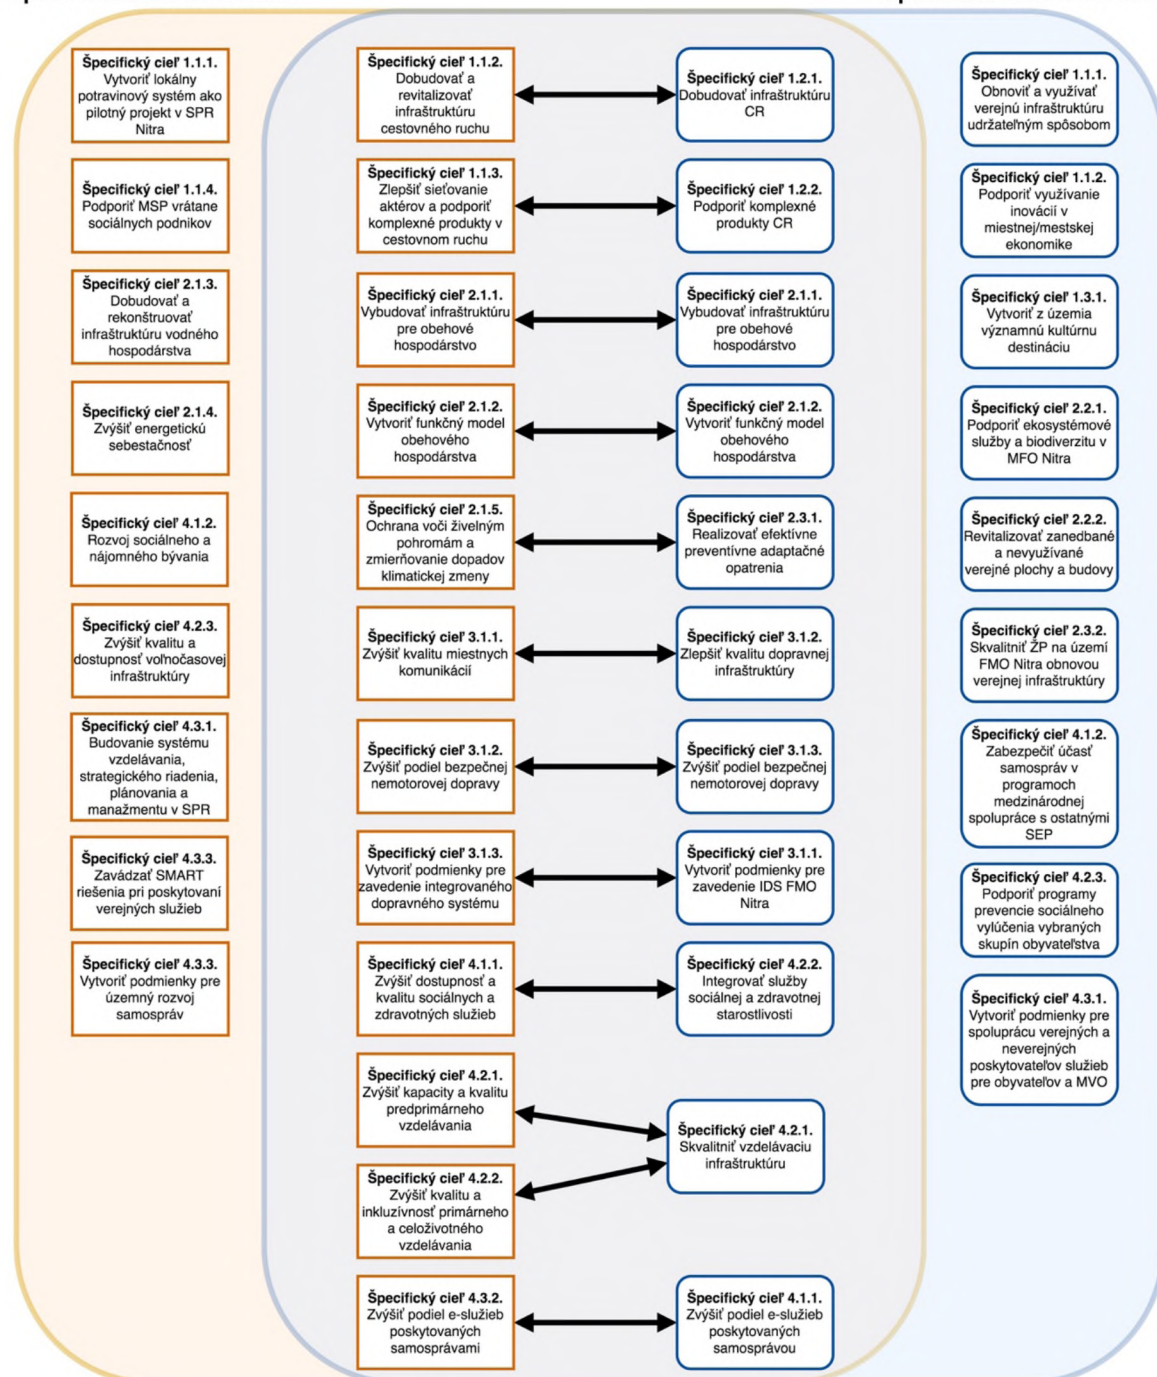 Špecifický cieľ 1.1.1.
Vytvoriť lokálny
potravinový systém ako
pilotný projekt v SPR
Nitra
Špecifický cieľ 1.1.4.
Podporiť MSP vrátane
sociálnych podnikov
Špecifický cieľ 2.1.3.
Dobudovať a
rekonštruovať
infraštruktúru vodného
hospodárstva
Špecifický cieľ 2.1.4.
Zvýšiť energetickú
sebestačnosť
Špecifický cieľ 4.1.2.
Rozvoj sociálneho a
nájomného bývania
Špecifický cieľ 4.2.3.
Zvýšiť kvalitu a
dostupnosť voľnočasovej
infraštruktúry
Špecifický cieľ 4.3.1.
Budovanie systému
vzdelávania,
strategického riadenia,
plánovania a
manažmentu v SPR
Špecifický cieľ 4.3.3.
Zavádzať SMART
riešenia pri poskytovaní
verejných služieb
Špecifický cieľ 4.3.3.
Vytvoriť podmienky pre
územný rozvoj
samospráv
Špecifický cieľ 1.1.2.
Dobudovať a
revitalizovať
infraštruktúru
cestovného ruchu
Špecifický cieľ 1.1.3.
Zlepšiť sieťovanie
aktérov a podporiť
komplexné produkty v
cestovnom ruchu
Špecifický cieľ 2.1.1.
Vybudovať infraštruktúru
pre obehové
hospodárstvo
Špecifický cieľ 2.1.2.
Vytvoriť funkčný model
obehového
hospodárstva
Špecifický cieľ 2.1.5.
Ochrana voči živelným
pohromám a
zmierňovanie dopadov
klimatickej zmeny
Špecifický cieľ 3.1.1.
Zvýšiť kvalitu miestnych
komunikácií
Špecifický cieľ 3.1.2.
Zvýšiť podiel bezpečnej
nemotorovej dopravy
Špecifický cieľ 3.1.3.
Vytvoriť podmienky pre
zavedenie integrovaného
dopravného systému
Špecifický cieľ 4.1.1.
Zvýšiť dostupnosť a
kvalitu sociálnych a
zdravotných služieb
Špecifický cieľ 4.2.1.
Zvýšiť kapacity a kvalitu
predprimárneho
vzdelávania
Špecifický cieľ 4.2.2.
Zvýšiť kvalitu a
inkluzívnosť primárneho
a celoživotného
vzdelávania
Špecifický cieľ 4.3.2.
Zvýšiť podiel e-služieb
poskytovaných
samosprávami
Špecifický cieľ 1.2.1.
Dobudovať infraštruktúru
CR
Špecifický cieľ 1.2.2.
Podporiť komplexné
produkty CR
Špecifický cieľ 2.1.1.
Vybudovať infraštruktúru
pre obehové
hospodárstvo
Špecifický cieľ 2.1.2.
Vytvoriť funkčný model
obehového
hospodárstva
Špecifický cieľ 2.3.1.
Realizovať efektívne
preventívne adaptačné
opatrenia
Špecifický cieľ 3.1.2.
Zlepšiť kvalitu dopravnej
infraštruktúry
Špecifický cieľ 3.1.3.
Zvýšiť podiel bezpečnej
nemotorovej dopravy
Špecifický cieľ 3.1.1.
Vytvoriť podmienky pre
zavedenie IDS FMO
Nitra
Špecifický cieľ 4.2.2.
Integrovať služby
sociálnej a zdravotnej
starostlivosti
Špecifický cieľ 4.2.1.
Skvalitniť vzdelávaciu
infraštruktúru
Špecifický cieľ 4.1.1.
Zvýšiť podiel e-služieb
poskytovaných
samosprávou
Špecifický cieľ 1.1.1.
Obnoviť a využívať
verejnú infraštruktúru
udržateľným spôsobom
Špecifický cieľ 1.1.2.
Podporiť využívanie
inovácií v
miestnej/mestskej
ekonomike
Špecifický cieľ 1.3.1.
Vytvoriť z územia
významnú kultúrnu
destináciu
Špecifický cieľ 2.2.1.
Podporiť ekosystémové
služby a biodiverzitu v
MFO Nitra
Špecifický cieľ 2.2.2.
Revitalizovať zanedbané
a nevyužívané
verejné plochy a budovy
Špecifický cieľ 2.3.2.
Skvalitniť ŽP na území
FMO Nitra obnovou
verejnej infraštruktúry
Špecifický cieľ 4.1.2.
Zabezpečiť účasť
samospráv v
programoch
medzinárodnej
spolupráce s ostatnými
SEP
Špecifický cieľ 4.2.3.
Podporiť programy
prevencie sociálneho
vylúčenia vybraných
skupín obyvateľstva
Špecifický cieľ 4.3.1.
Vytvoriť podmienky pre
spoluprácu verejných a
neverejných
poskytovateľov služieb
pre obyvateľov a MVO